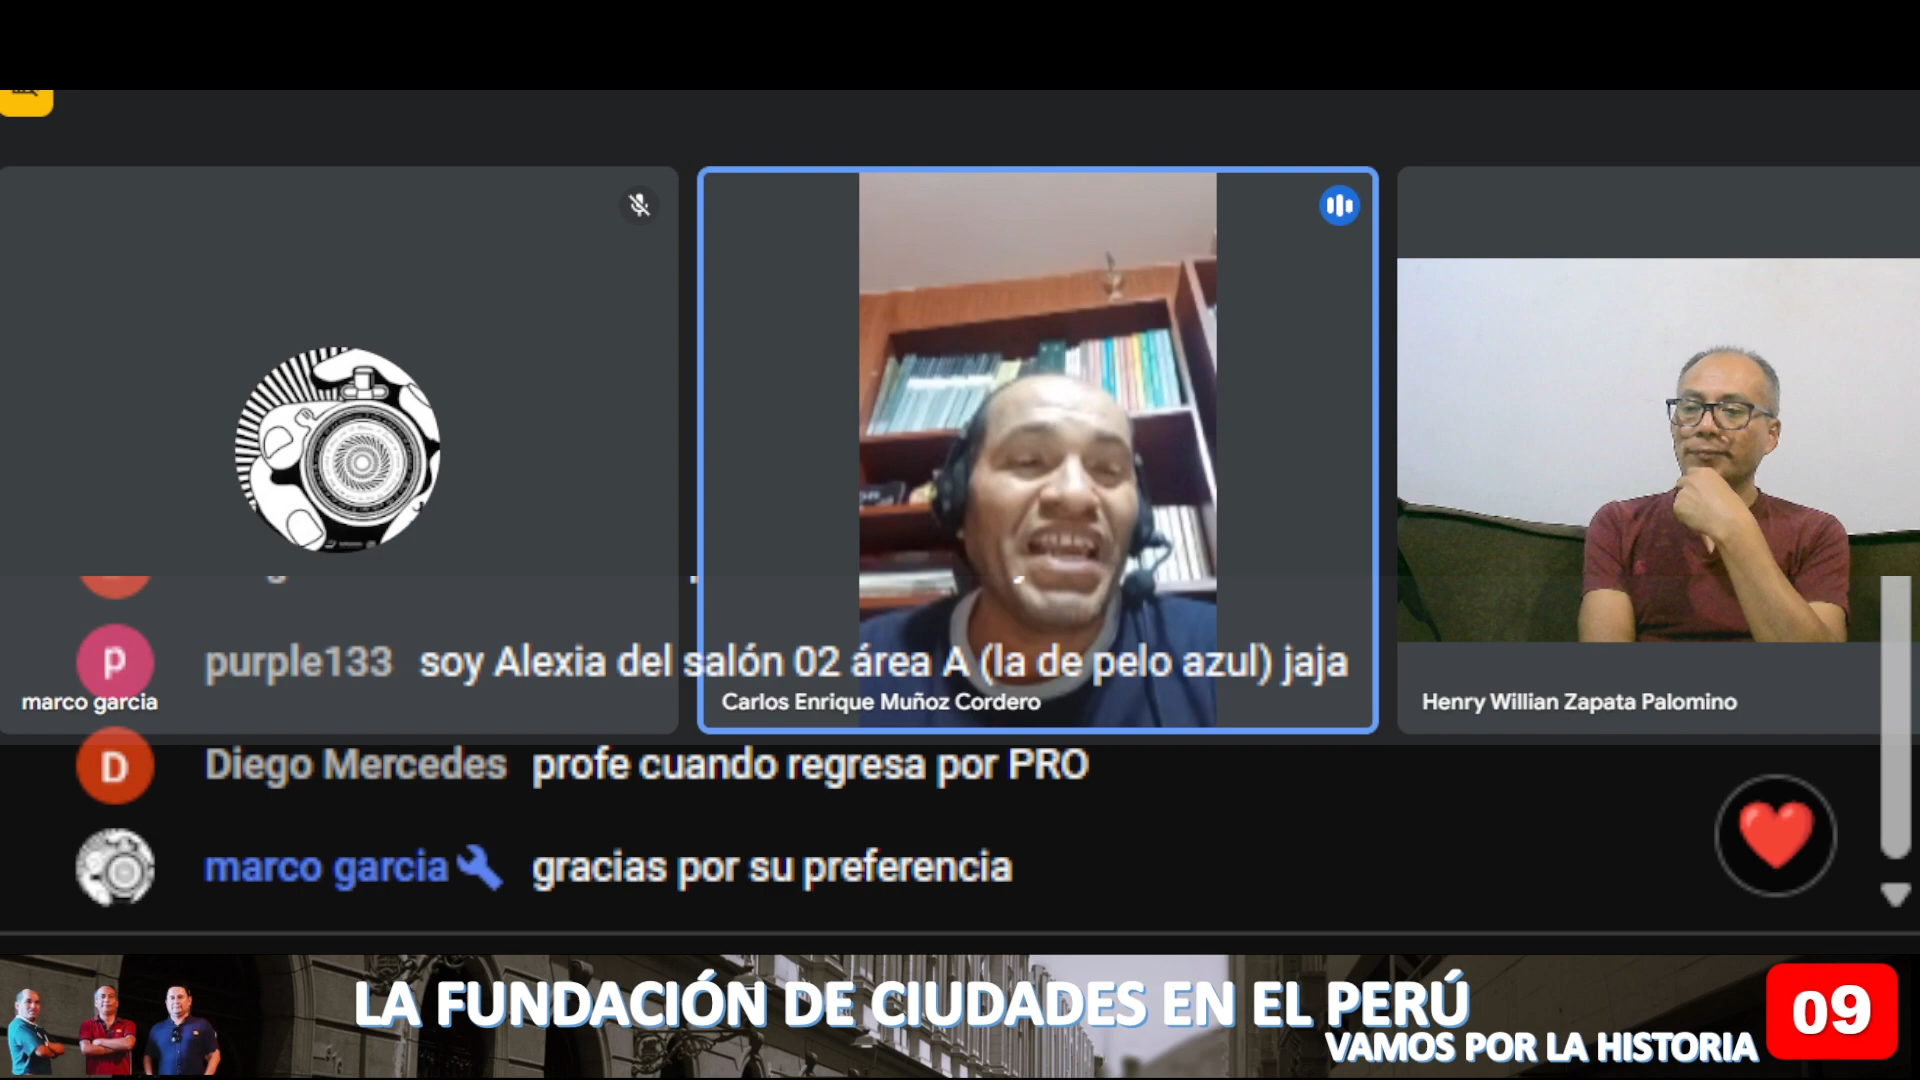 purple133 soy Alexia del salón 02 área A (la de pelo azul) jaja
marco garcia
Carlos Enrique Muñoz Cordero
Henry Willian Zapata Palomino
Diego Mercedes profe cuando regresa por PRO
marco garcia gracias por su preferencia
LA FUNDACIÓN DE CIUDADES EN EL PERÚ
VAMOS POR LA HISTORIA
09
P
D